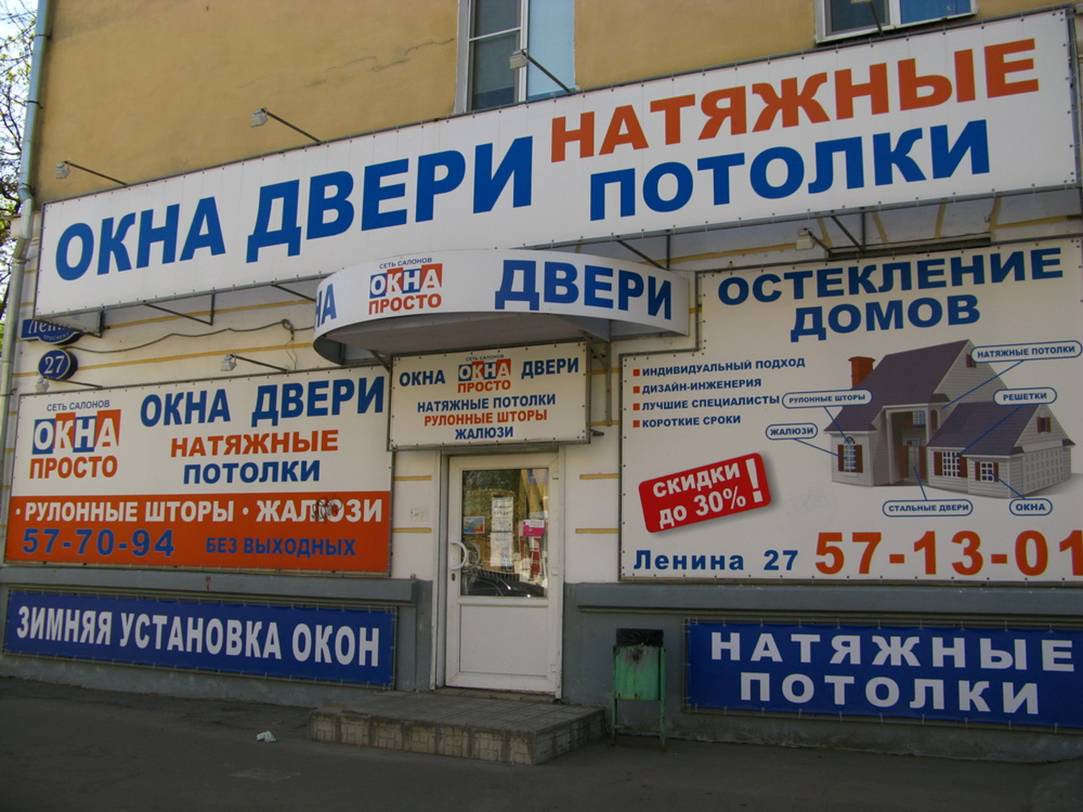 ОКНА ДВЕРИ НАТЯЖНЫЕ
ПОТОЛКИ
СЕТЬ САЛОНОВ
ОКНА
ПРОСТО
ДВЕРИ
27
СЕТЬ САЛОНОВ
ОКНА
ПРОСТО
ОКНА ДВЕРИ
НАТЯЖНЫЕ
ПОТОЛКИ
· РУЛОННЫЕ ШТОРЫ · ЖАЛЮЗИ
57-70-94 БЕЗ ВЫХОДНЫХ
ЗИМНЯЯ УСТАНОВКА ОКОН
СЕТЬ САЛОНОВ
ОКНА ОКНА ДВЕРИ
ПРОСТО
НАТЯЖНЫЕ ПОТОЛКИ
РУЛОННЫЕ ШТОРЫ
ЖАЛЮЗИ
ОСТЕКЛЕНИЕ
ДОМОВ
ИНДИВИДУАЛЬНЫЙ ПОДХОД
ДИЗАЙН-ИНЖЕНЕРИЯ
ЛУЧШИЕ СПЕЦИАЛИСТЫ
КОРОТКИЕ СРОКИ
НАТЯЖНЫЕ ПОТОЛКИ
РУЛОННЫЕ ШТОРЫ
РЕШЕТКИ
ЖАЛЮЗИ
СТАЛЬНЫЕ ДВЕРИ
ОКНА
СКИДКИ
ДО 30%!
Ленина 27 57-13-01
НАТЯЖНЫЕ
ПОТОЛКИ